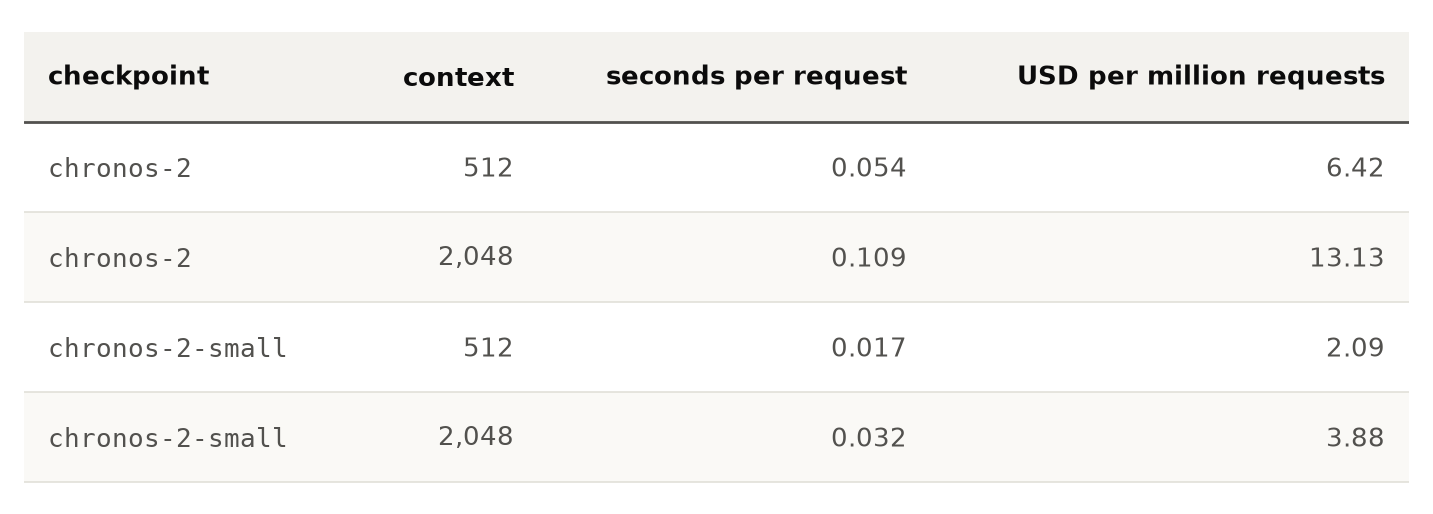 checkpoint context seconds per request USD per million requests
chronos-2 512 0.054 6.42
chronos-2 2,048 0.109 13.13
chronos-2-small 512 0.017 2.09
chronos-2-small 2,048 0.032 3.88